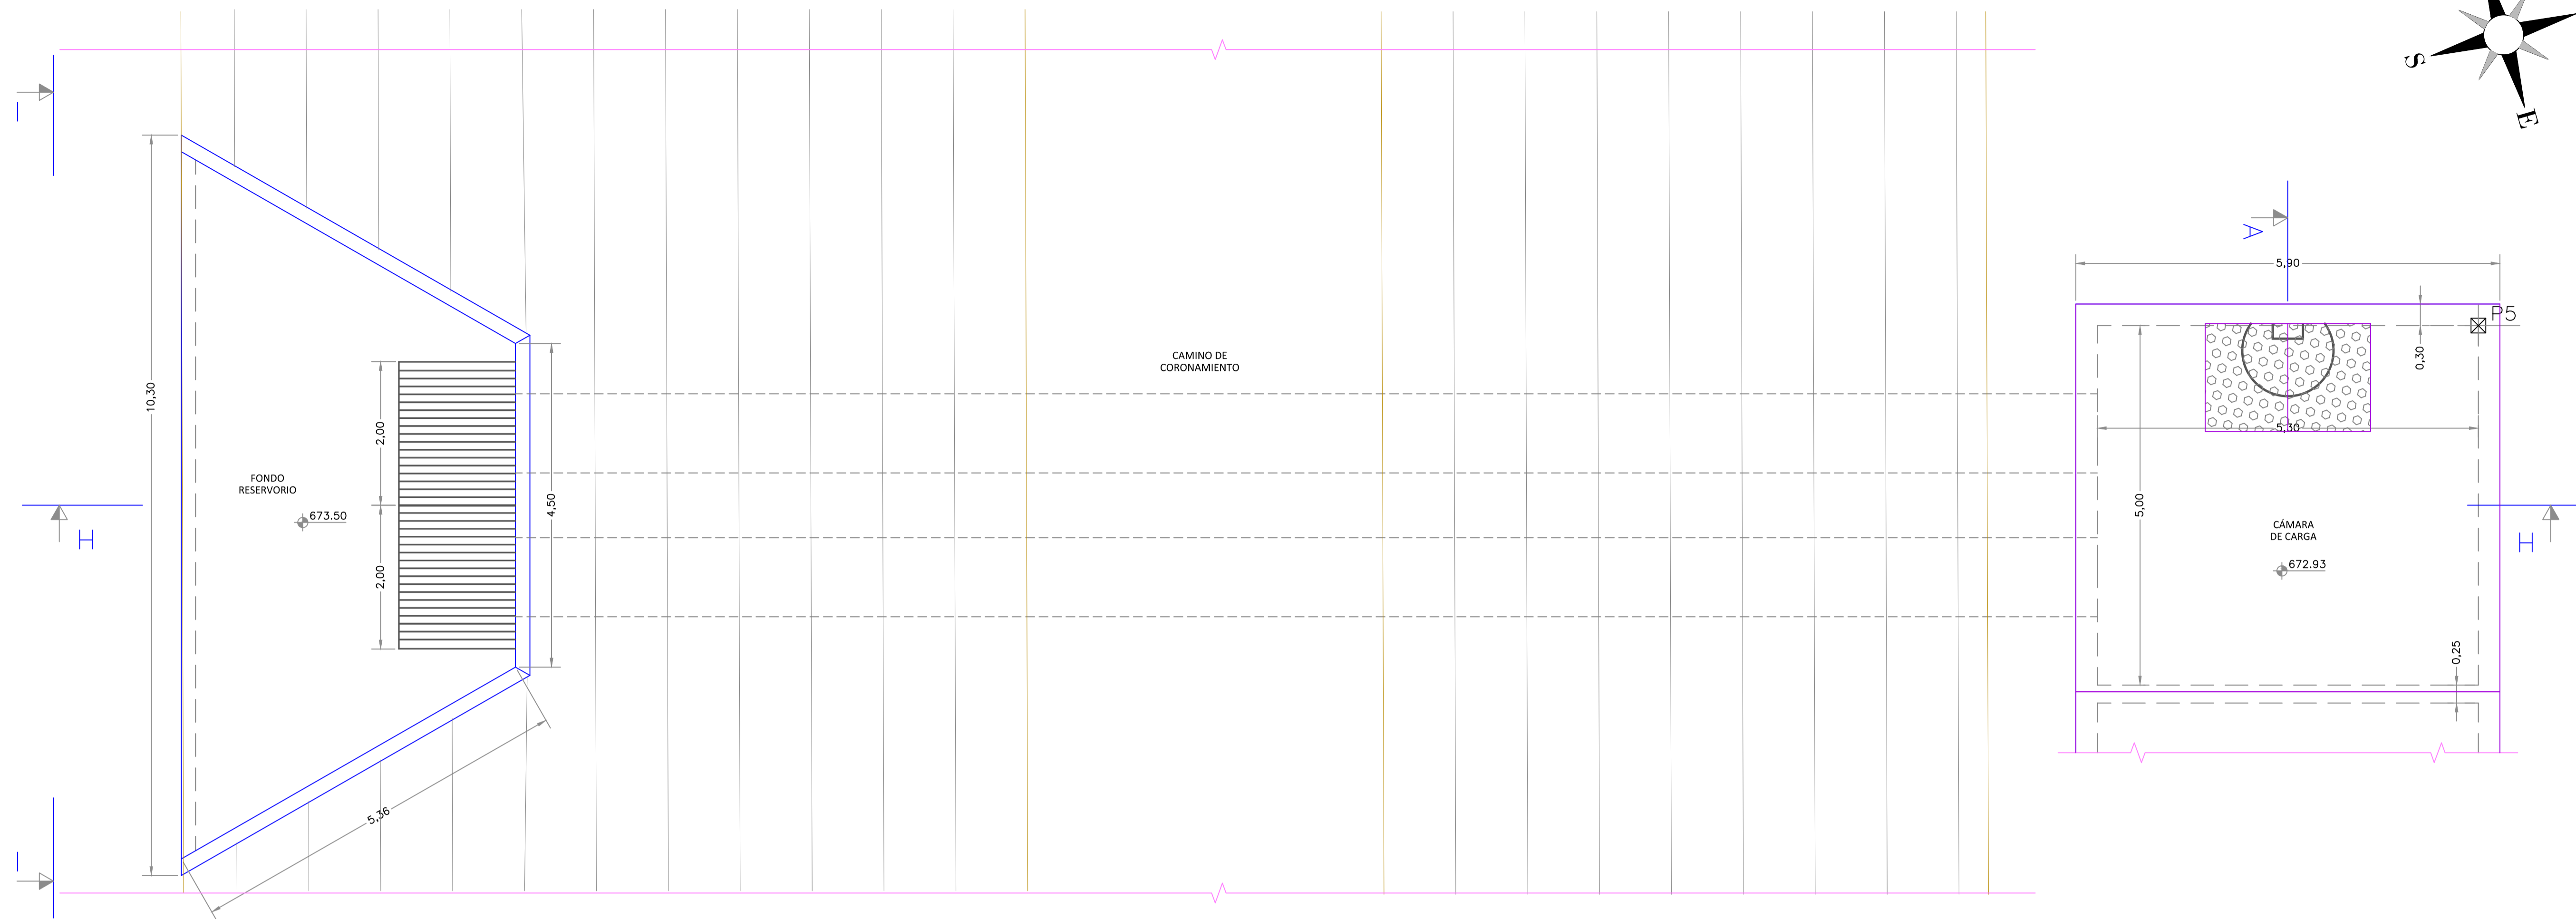 S
E
I
A
5,90
P5
0,30
CAMINO DE
CORONAMIENTO
10,30
2,00
5,30
FONDO
RESERVORIO
4,50
5,00
673.50
CÁMARA
DE CARGA
H
H
672.93
2,00
0,25
5,36
I